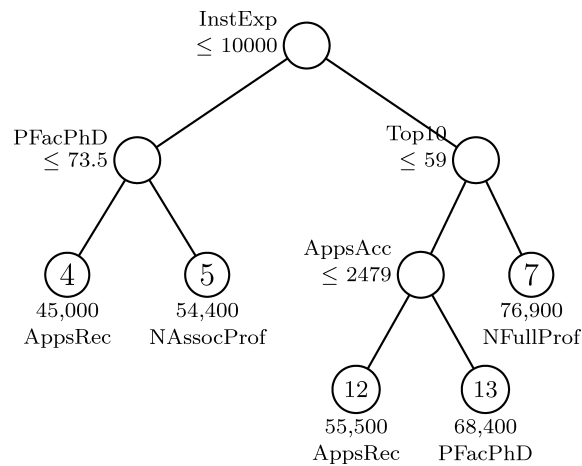 InstExp
≤ 10000
PFacPhD
≤ 73.5
Top10
≤ 59
AppsAcc
≤ 2479
4
45,000
AppsRec
5
54,400
NAssocProf
7
76,900
NFullProf
12
55,500
AppsRec
13
68,400
PFacPhD